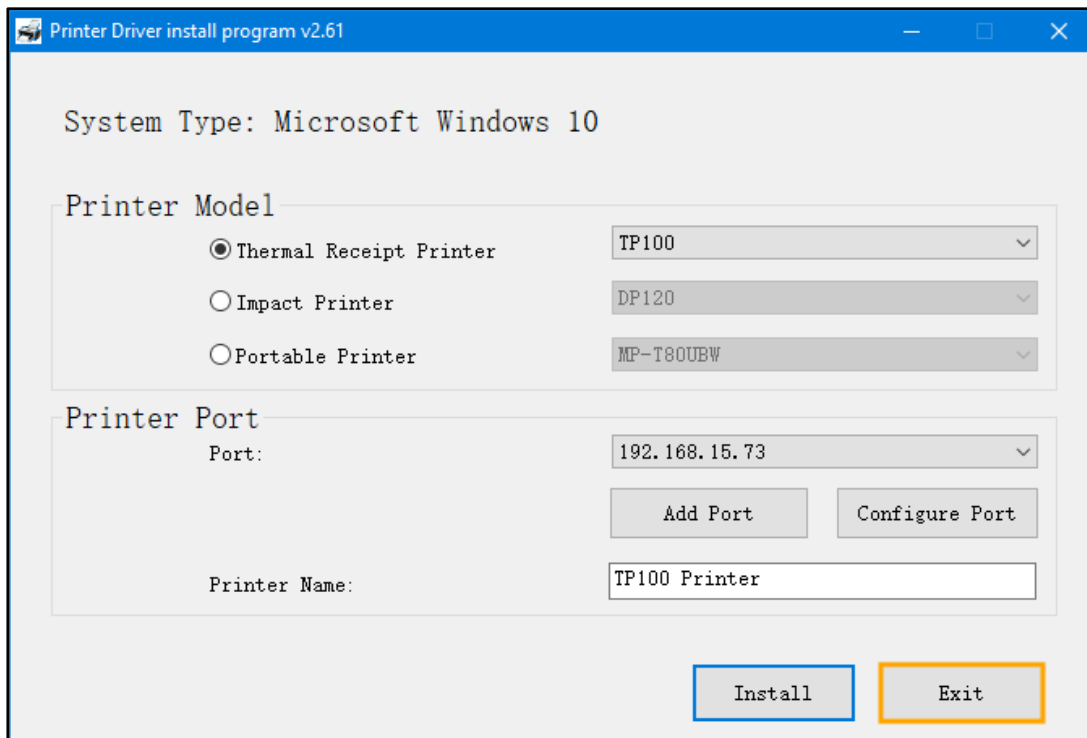 Printer Driver install program v2.61
System Type: Microsoft Windows 10
Printer Model
Thermal Receipt Printer TP100
Impact Printer DP120
Portable Printer MP-T80UBW
Printer Port
Port: 192.168.15.73
Add Port Configure Port
Printer Name: TP100 Printer
Install Exit